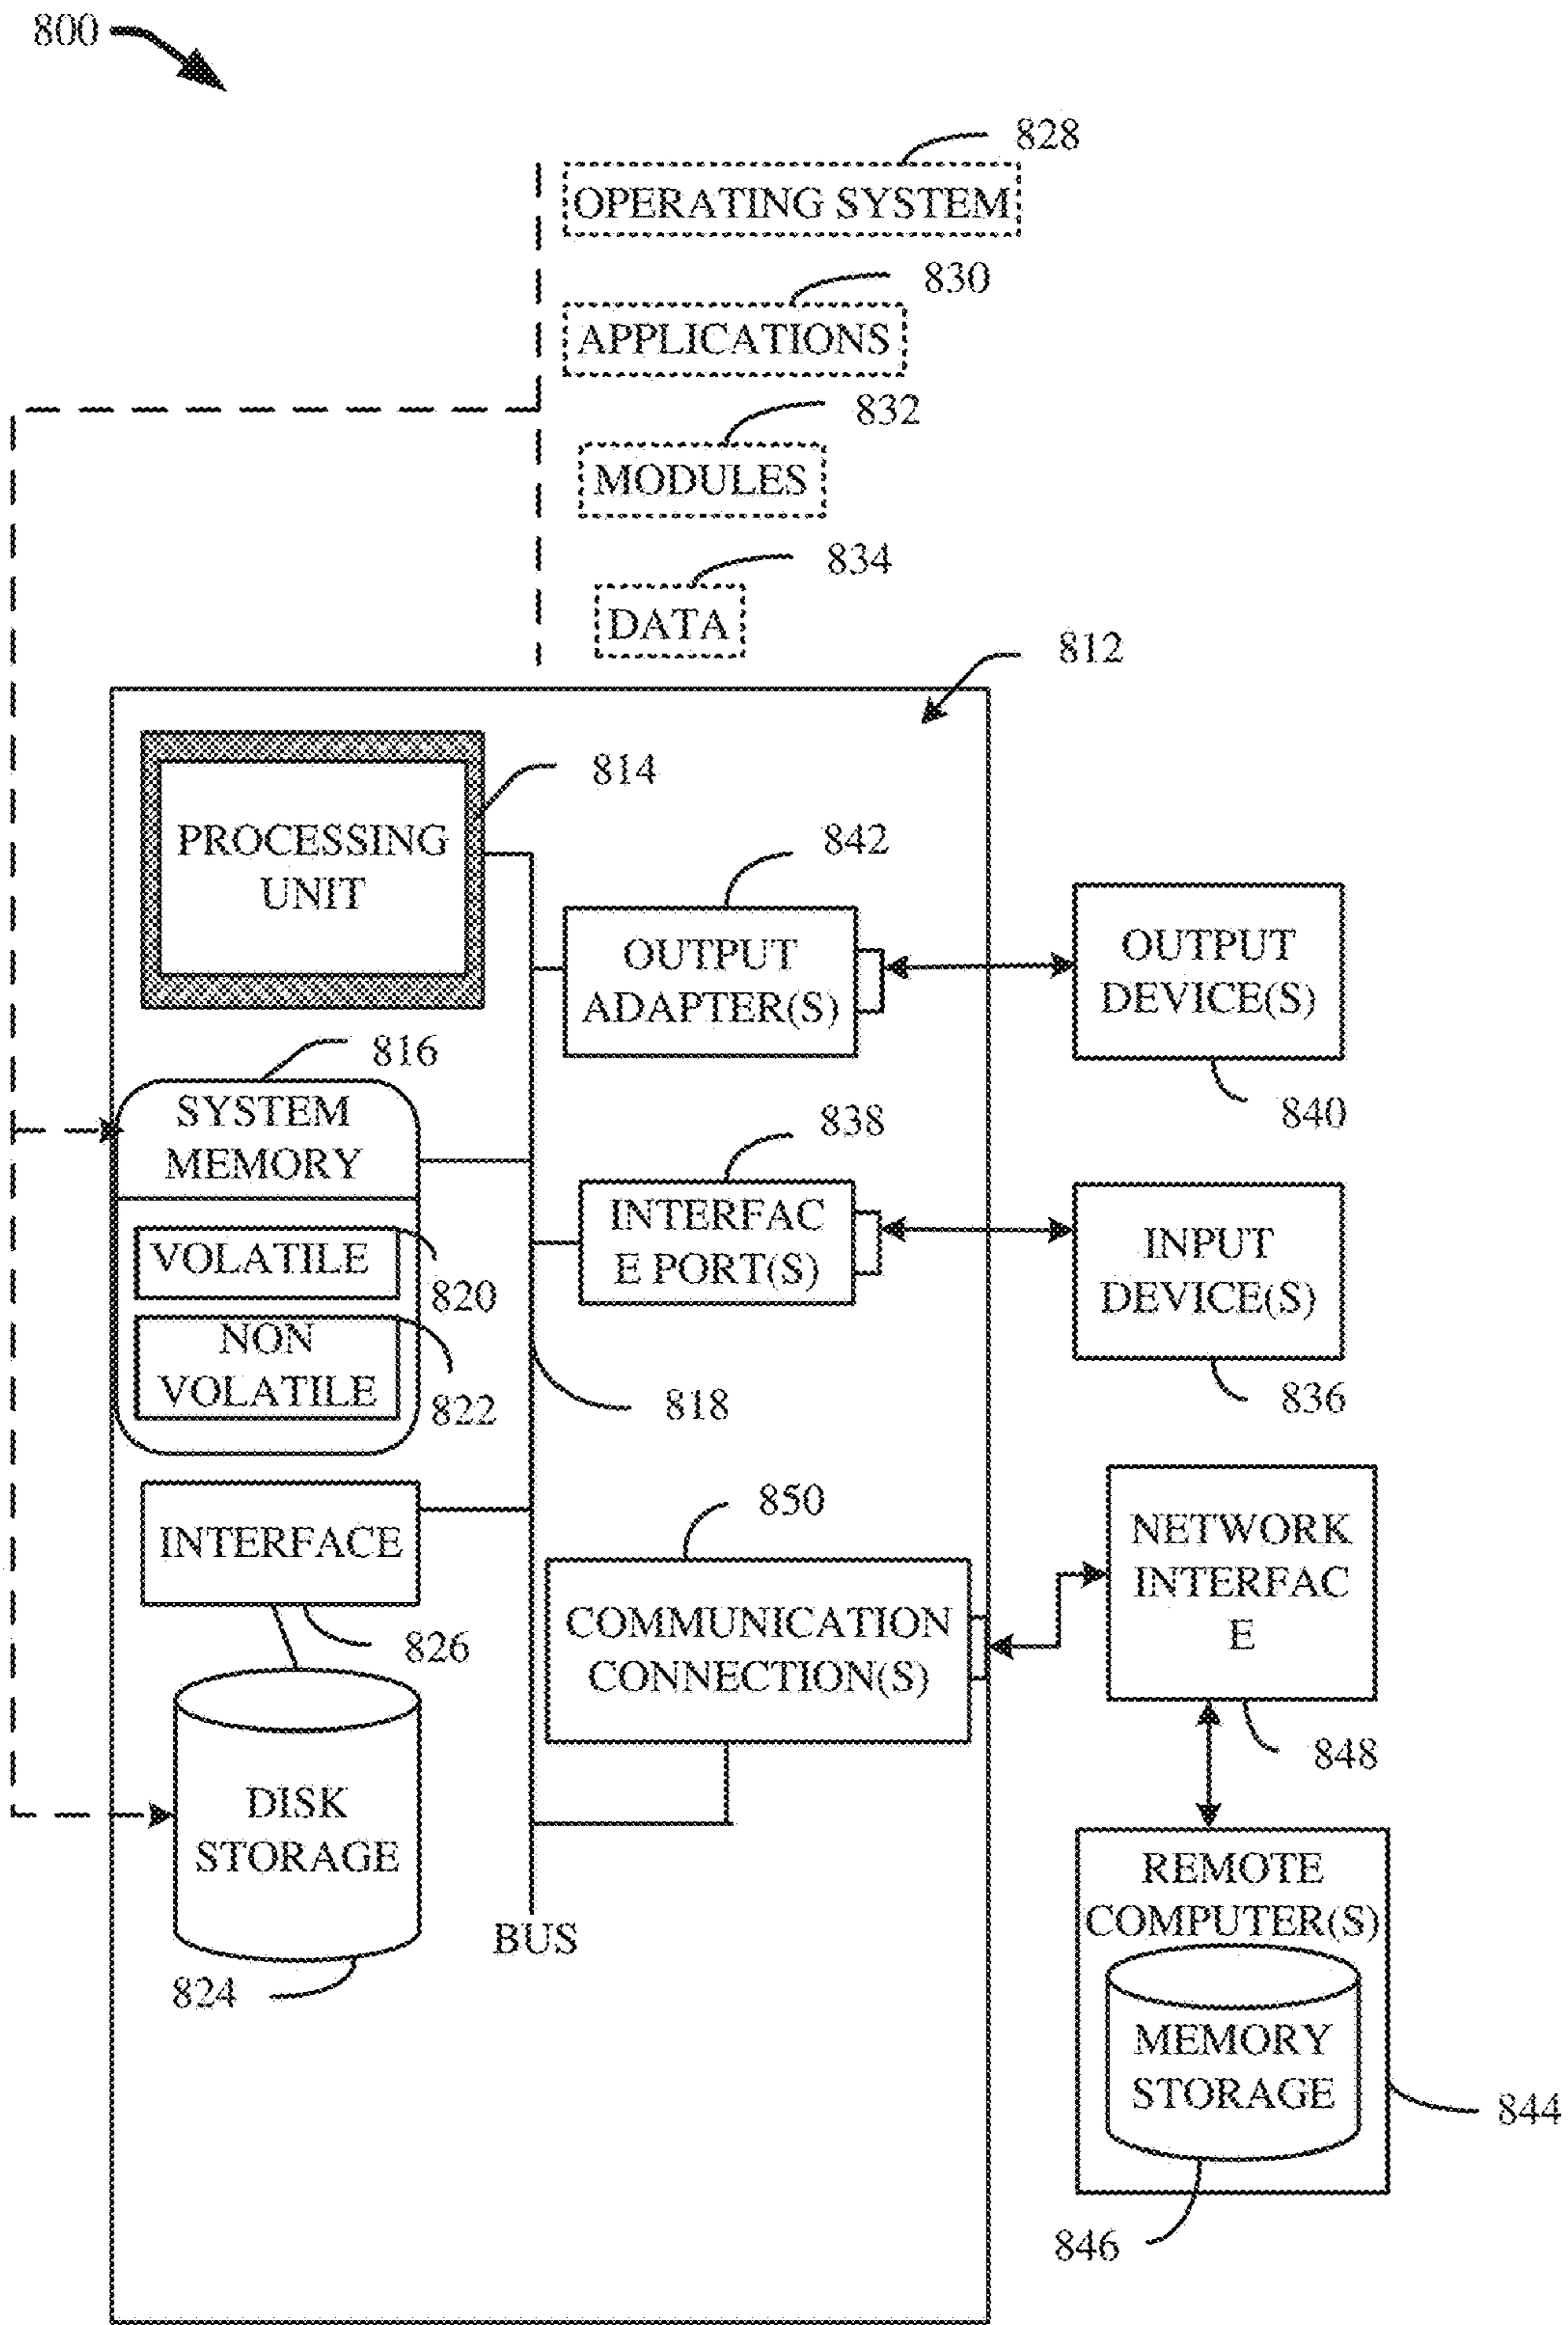 800
828
OPERATING SYSTEM
830
APPLICATIONS
832
MODULES
834
DATA
812
814
PROCESSING
UNIT
842
OUTPUT
ADAPTER(S)
OUTPUT
DEVICE(S)
840
816
SYSTEM
MEMORY
838
INTERFAC
E PORT(S)
INPUT
DEVICE(S)
836
VOLATILE
820
NON
VOLATILE
822
818
INTERFACE
826
850
COMMUNICATION
CONNECTION(S)
NETWORK
INTERFAC
E
848
DISK
STORAGE
824
BUS
REMOTE
COMPUTER(S)
MEMORY
STORAGE
844
846